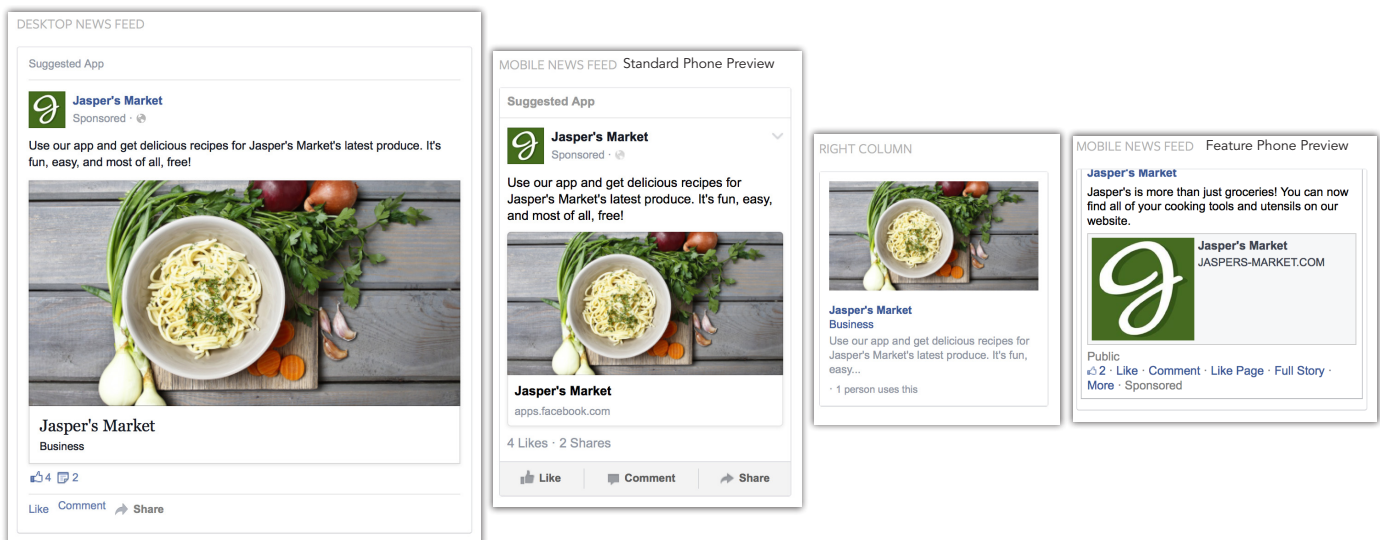 DESKTOP NEWS FEED
Suggested App
Jasper's Market
Sponsored ·
Use our app and get delicious recipes for Jasper's Market's latest produce. It's
fun, easy, and most of all, free!
Jasper's Market
Business
4 2
Like Comment Share
MOBILE NEWS FEED Standard Phone Preview
Suggested App
Jasper's Market
Sponsored ·
Use our app and get delicious recipes for
Jasper's Market's latest produce. It's fun, easy,
and most of all, free!
Jasper's Market
apps.facebook.com
4 Likes · 2 Shares
Like Comment Share
RIGHT COLUMN
Jasper's Market
Business
Use our app and get delicious recipes for
Jasper's Market's latest produce. It's fun,
easy...
· 1 person uses this
MOBILE NEWS FEED Feature Phone Preview
Jasper's Market
Jasper's is more than just groceries! You can now
find all of your cooking tools and utensils on our
website.
Jasper's Market
JASPERS-MARKET.COM
Public
2 · Like · Comment · Like Page · Full Story ·
More · Sponsored